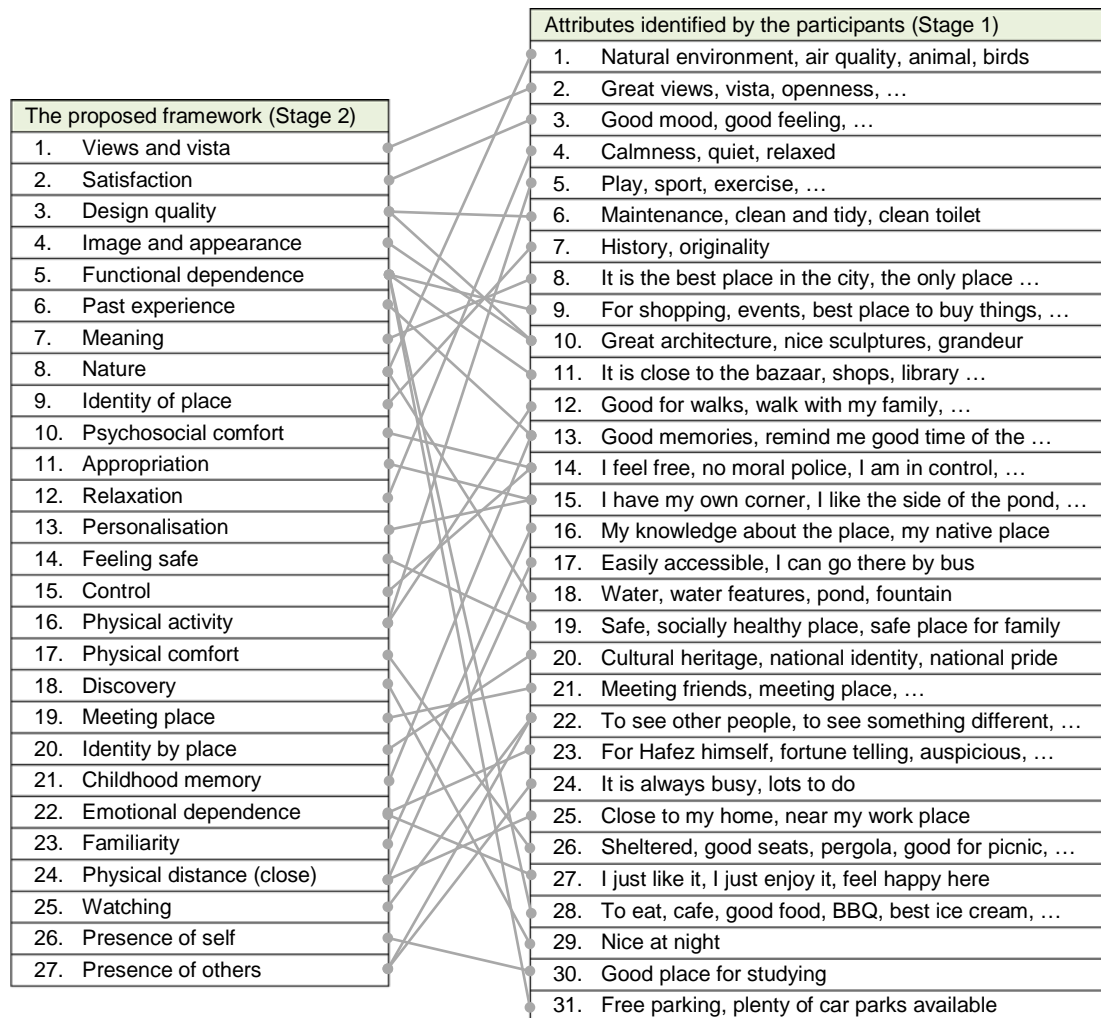 Attributes identified by the participants (Stage 1)
1. Natural environment, air quality, animal, birds
2. Great views, vista, openness, …
3. Good mood, good feeling, …
4. Calmness, quiet, relaxed
5. Play, sport, exercise, …
6. Maintenance, clean and tidy, clean toilet
7. History, originality
8. It is the best place in the city, the only place …
9. For shopping, events, best place to buy things, …
10. Great architecture, nice sculptures, grandeur
11. It is close to the bazaar, shops, library …
12. Good for walks, walk with my family, …
13. Good memories, remind me good time of the …
14. I feel free, no moral police, I am in control, …
15. I have my own corner, I like the side of the pond, …
16. My knowledge about the place, my native place
17. Easily accessible, I can go there by bus
18. Water, water features, pond, fountain
19. Safe, socially healthy place, safe place for family
20. Cultural heritage, national identity, national pride
21. Meeting friends, meeting place, …
22. To see other people, to see something different, …
23. For Hafez himself, fortune telling, auspicious, …
24. It is always busy, lots to do
25. Close to my home, near my work place
26. Sheltered, good seats, pergola, good for picnic, …
27. I just like it, I just enjoy it, feel happy here
28. To eat, cafe, good food, BBQ, best ice cream, …
29. Nice at night
30. Good place for studying
31. Free parking, plenty of car parks available
The proposed framework (Stage 2)
1. Views and vista
2. Satisfaction
3. Design quality
4. Image and appearance
5. Functional dependence
6. Past experience
7. Meaning
8. Nature
9. Identity of place
10. Psychosocial comfort
11. Appropriation
12. Relaxation
13. Personalisation
14. Feeling safe
15. Control
16. Physical activity
17. Physical comfort
18. Discovery
19. Meeting place
20. Identity by place
21. Childhood memory
22. Emotional dependence
23. Familiarity
24. Physical distance (close)
25. Watching
26. Presence of self
27. Presence of others